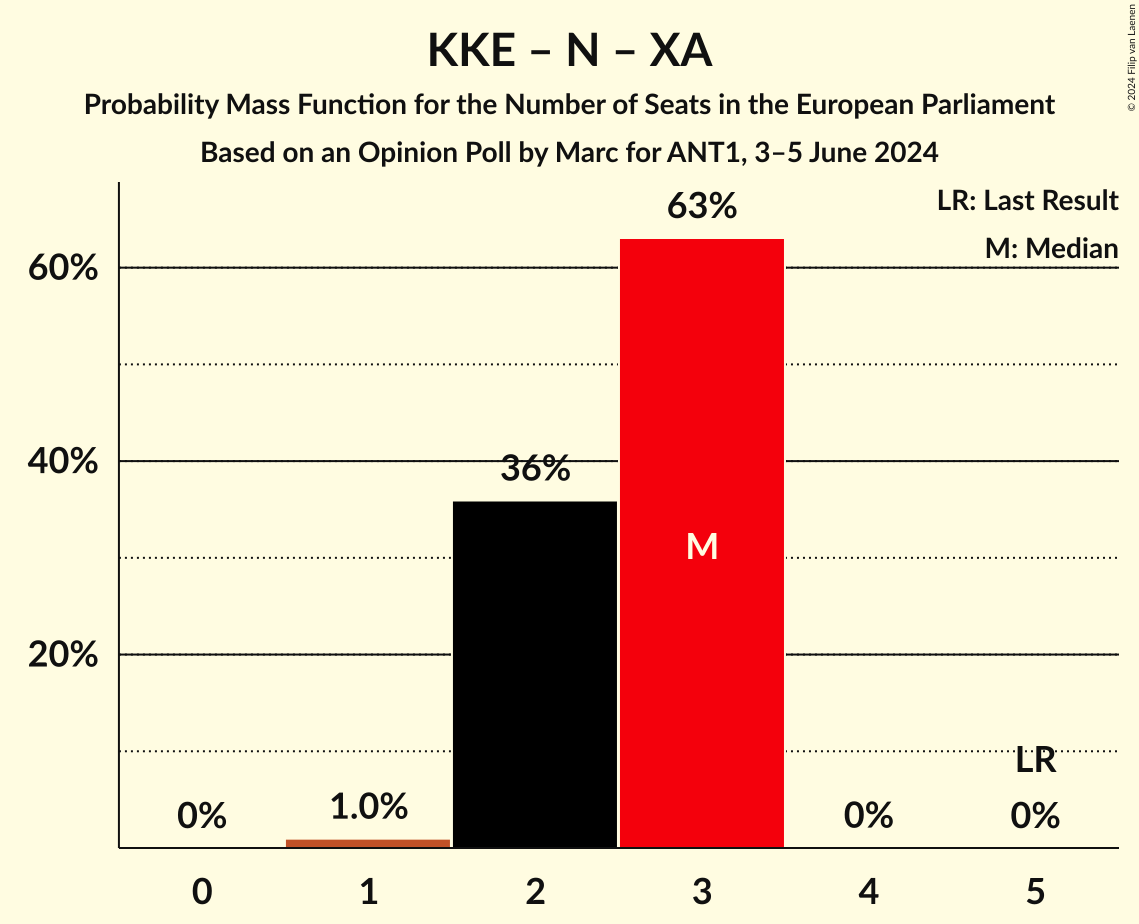 KKE – N – XA
Probability Mass Function for the Number of Seats in the European Parliament
Based on an Opinion Poll by Marc for ANT1, 3–5 June 2024
© 2024 Filip van Laenen
LR: Last Result
M: Median
63%
60%
40%
36%
M
20%
LR
0%
1.0%
0%
0%
0
1
2
3
4
5